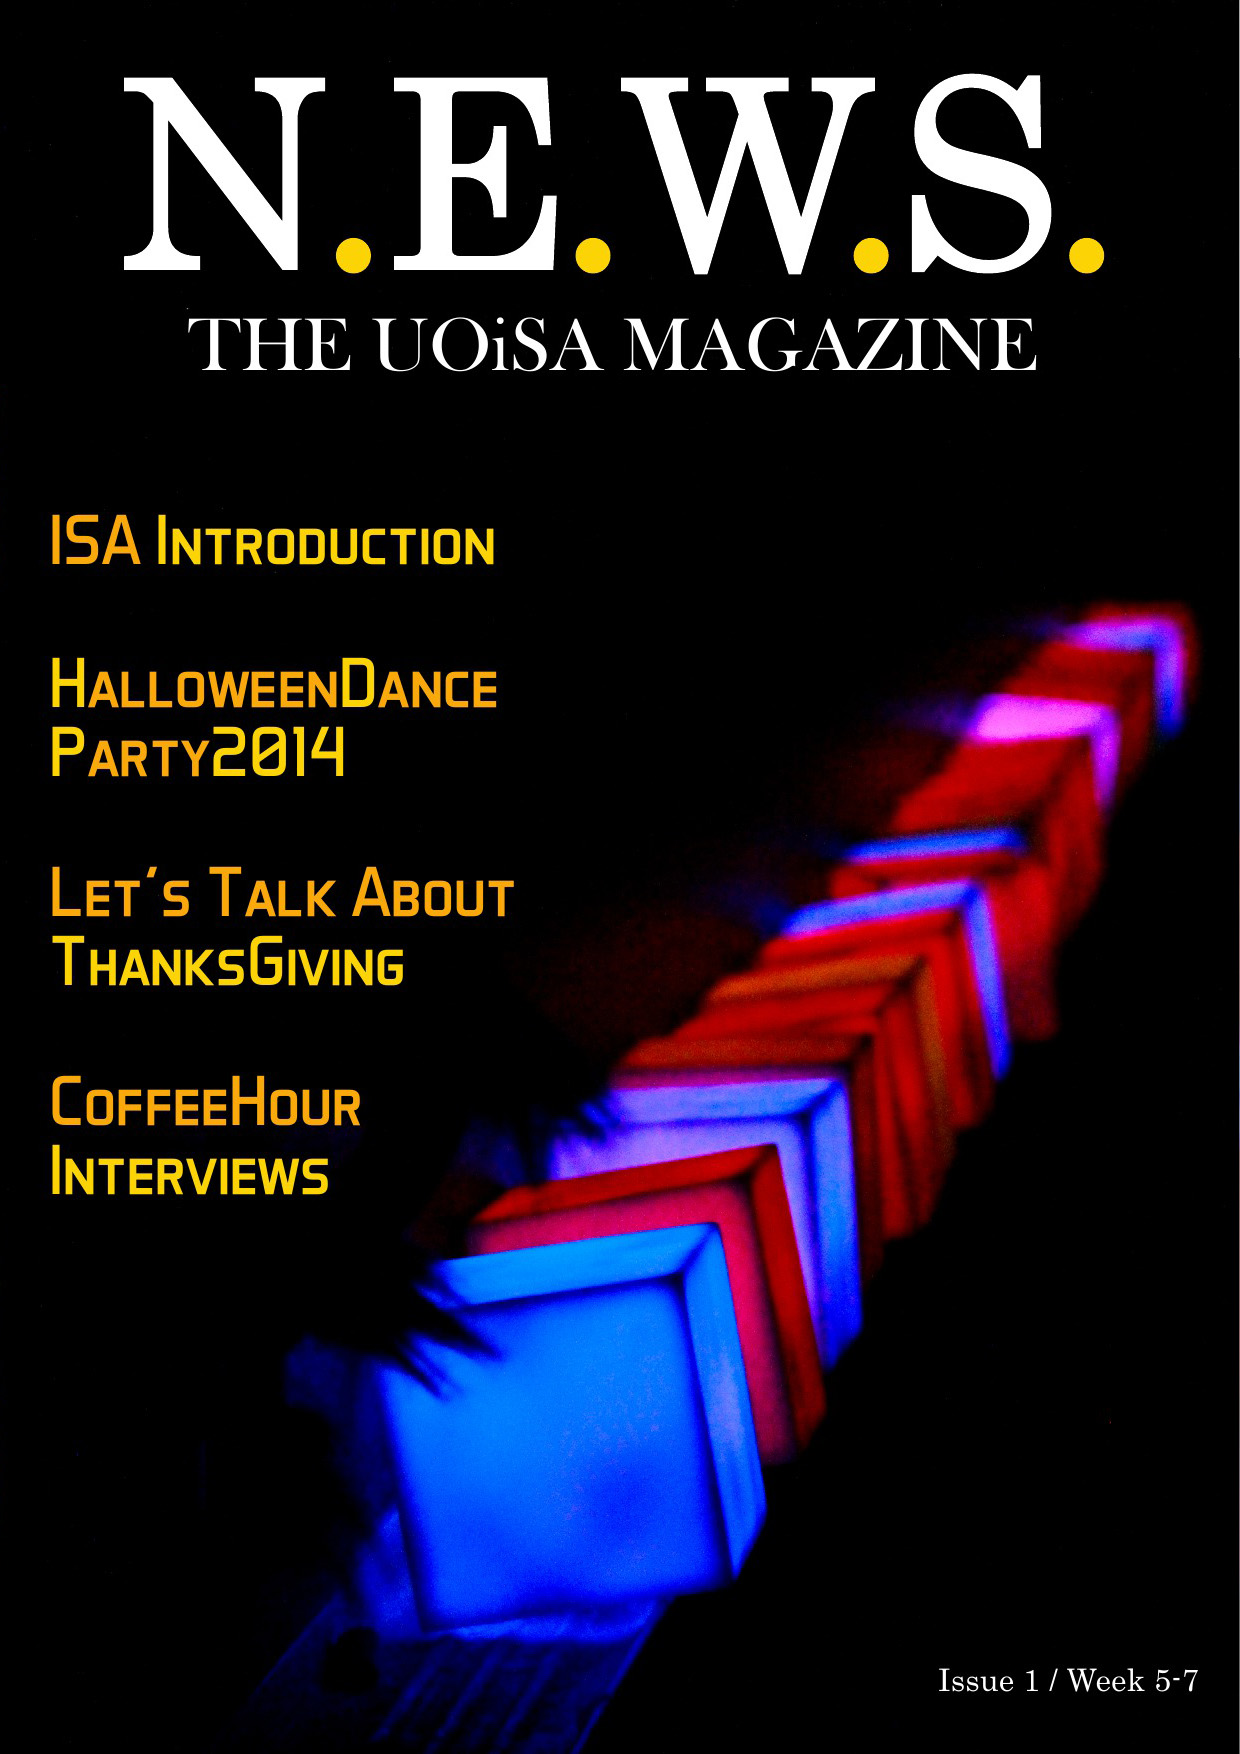 N.E.W.S.
THE UOiSA MAGAZINE
ISA Introduction
HalloweenDance
Party2014
Let's Talk About
ThanksGiving
CoffeeHour
Interviews
Issue 1 / Week 5-7